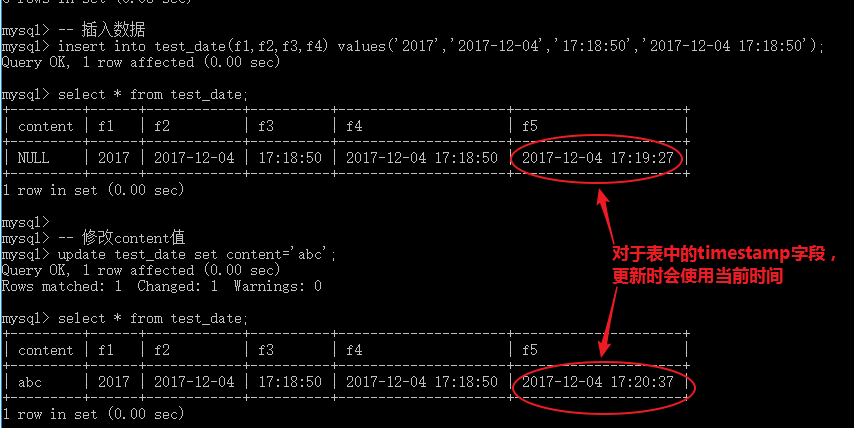 mysql> -- 插入数据
mysql> insert into test_date(f1,f2,f3,f4) values('2017','2017-12-04','17:18:50','2017-12-04 17:18:50');
Query OK, 1 row affected (0.00 sec)
mysql> select * from test_date;
+---------+------+------------+----------+---------------------+---------------------+
| content | f1   | f2         | f3       | f4                  | f5                  |
+---------+------+------------+----------+---------------------+---------------------+
| NULL    | 2017 | 2017-12-04 | 17:18:50 | 2017-12-04 17:18:50 | 2017-12-04 17:19:27 |
+---------+------+------------+----------+---------------------+---------------------+
1 row in set (0.00 sec)
mysql>
mysql> -- 修改content值
mysql> update test_date set content='abc';
Query OK, 1 row affected (0.00 sec)
Rows matched: 1  Changed: 1  Warnings: 0
对于表中的timestamp字段，
更新时会使用当前时间
mysql> select * from test_date;
+---------+------+------------+----------+---------------------+---------------------+
| content | f1   | f2         | f3       | f4                  | f5                  |
+---------+------+------------+----------+---------------------+---------------------+
| abc     | 2017 | 2017-12-04 | 17:18:50 | 2017-12-04 17:18:50 | 2017-12-04 17:20:37 |
+---------+------+------------+----------+---------------------+---------------------+
1 row in set (0.00 sec)